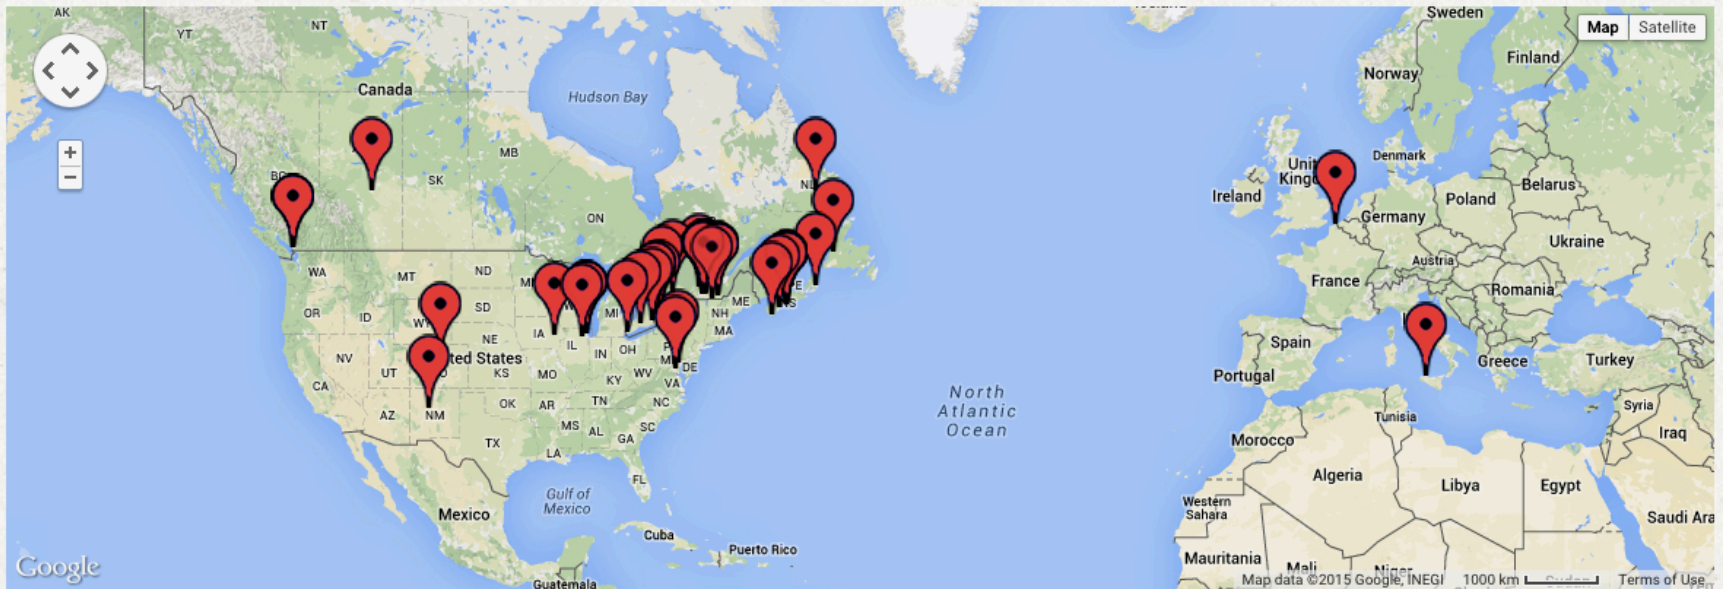 AK
YT
NT
Canada
Hudson Bay
Sweden
Map
Satellite
Finland
Norway
MB
SK
ON
Denmark
Ireland
Poland
Belarus
Germany
Ukraine
Austria
France
Romania
WA
MT
ND
OR
ID
SD
NE
IA
MI
ME
NH
MA
NV
UT
KS
MO
IL
IN
OH
WV
DE
VA
KY
CA
AZ
NM
OK
AR
TN
NC
SC
MS
AL
GA
TX
LA
FL
Spain
Portugal
Greece
Turkey
Syria
Iraq
Tunisia
Morocco
Algeria
Libya
Egypt
Western
Sahara
Saudi Ara
Mauritania
Mali
Niger
North
Atlantic
Ocean
Gulf of
Mexico
Mexico
Cuba
Puerto Rico
Guatemala
Google
Map data ©2015 Google, INEGI
1000 km
Terms of Use